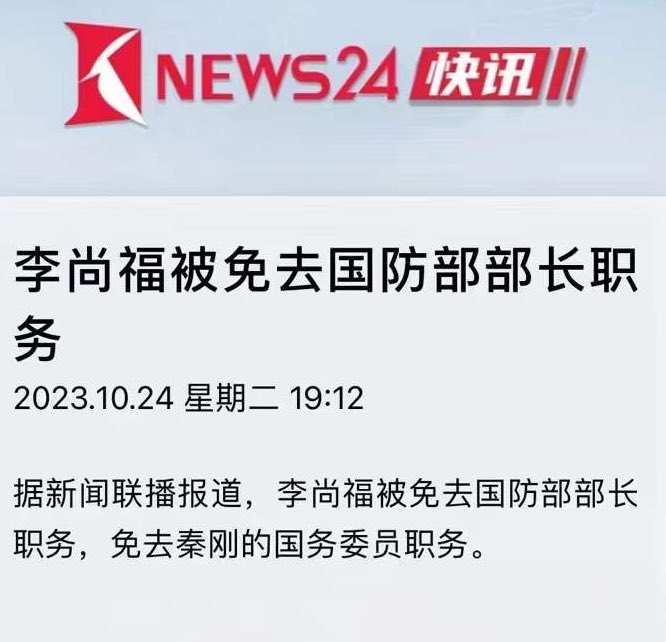 KNEWS24 快讯
李尚福被免去国防部部长职
务
2023.10.24 星期二 19:12
据新闻联播报道，李尚福被免去国防部部长
职务，免去秦刚的国务委员职务。